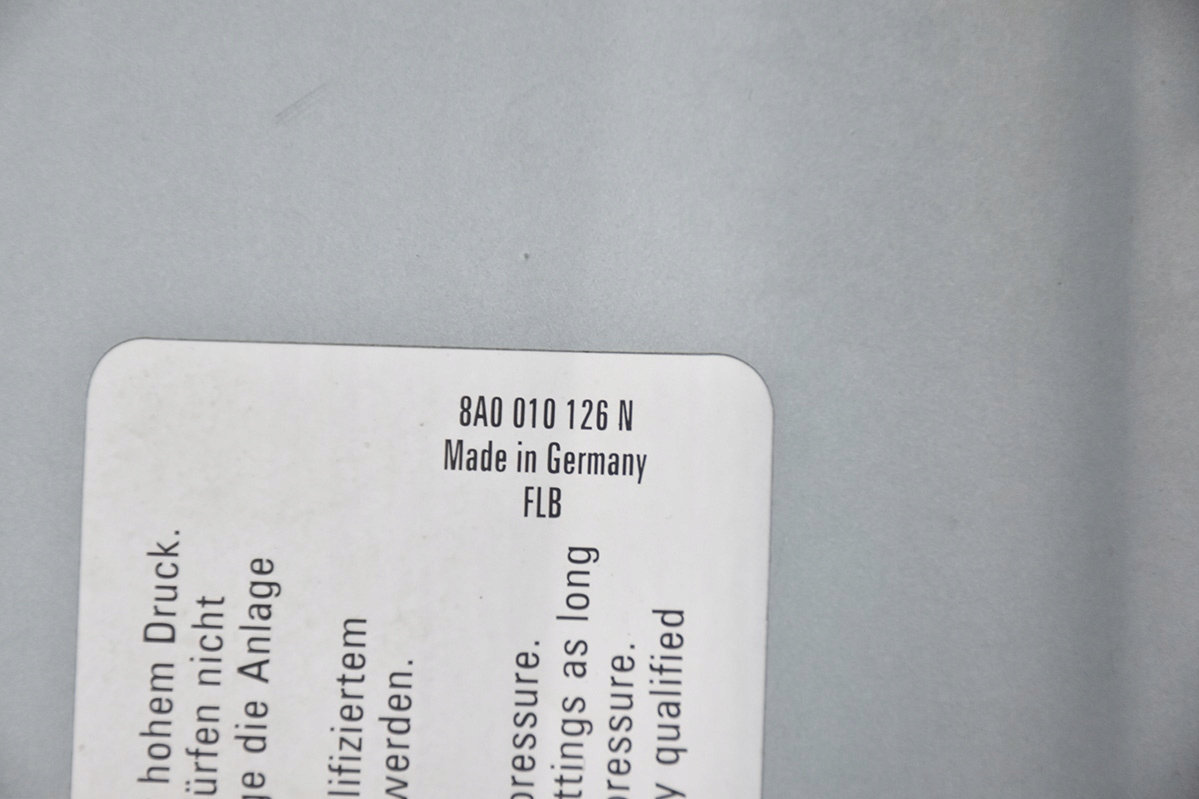 8A0 010 126 N
Made in Germany
FLB
hohem Druck.
ürfen nicht
ge die Anlage
lifiziertem
werden.
pressure.
ttings as long
pressure.
y qualified